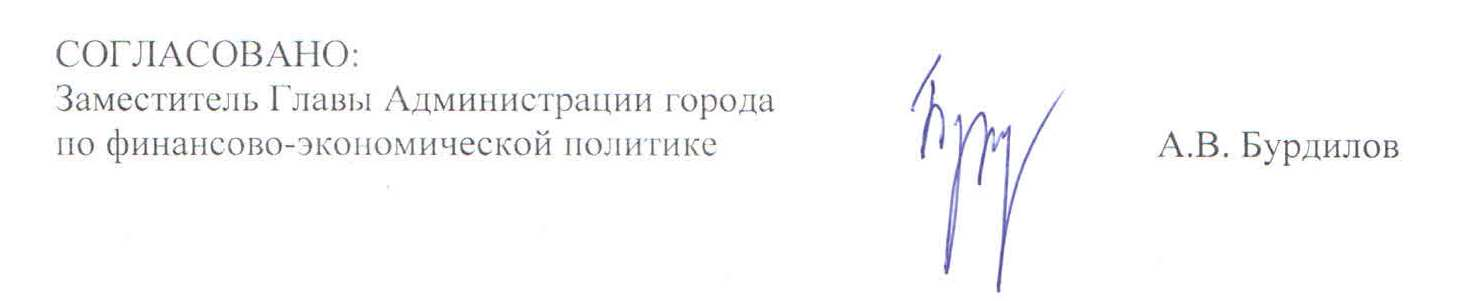 СОГЛАСОВАНО:
Заместитель Главы Администрации города
по финансово-экономической политике
А.В. Бурдилов